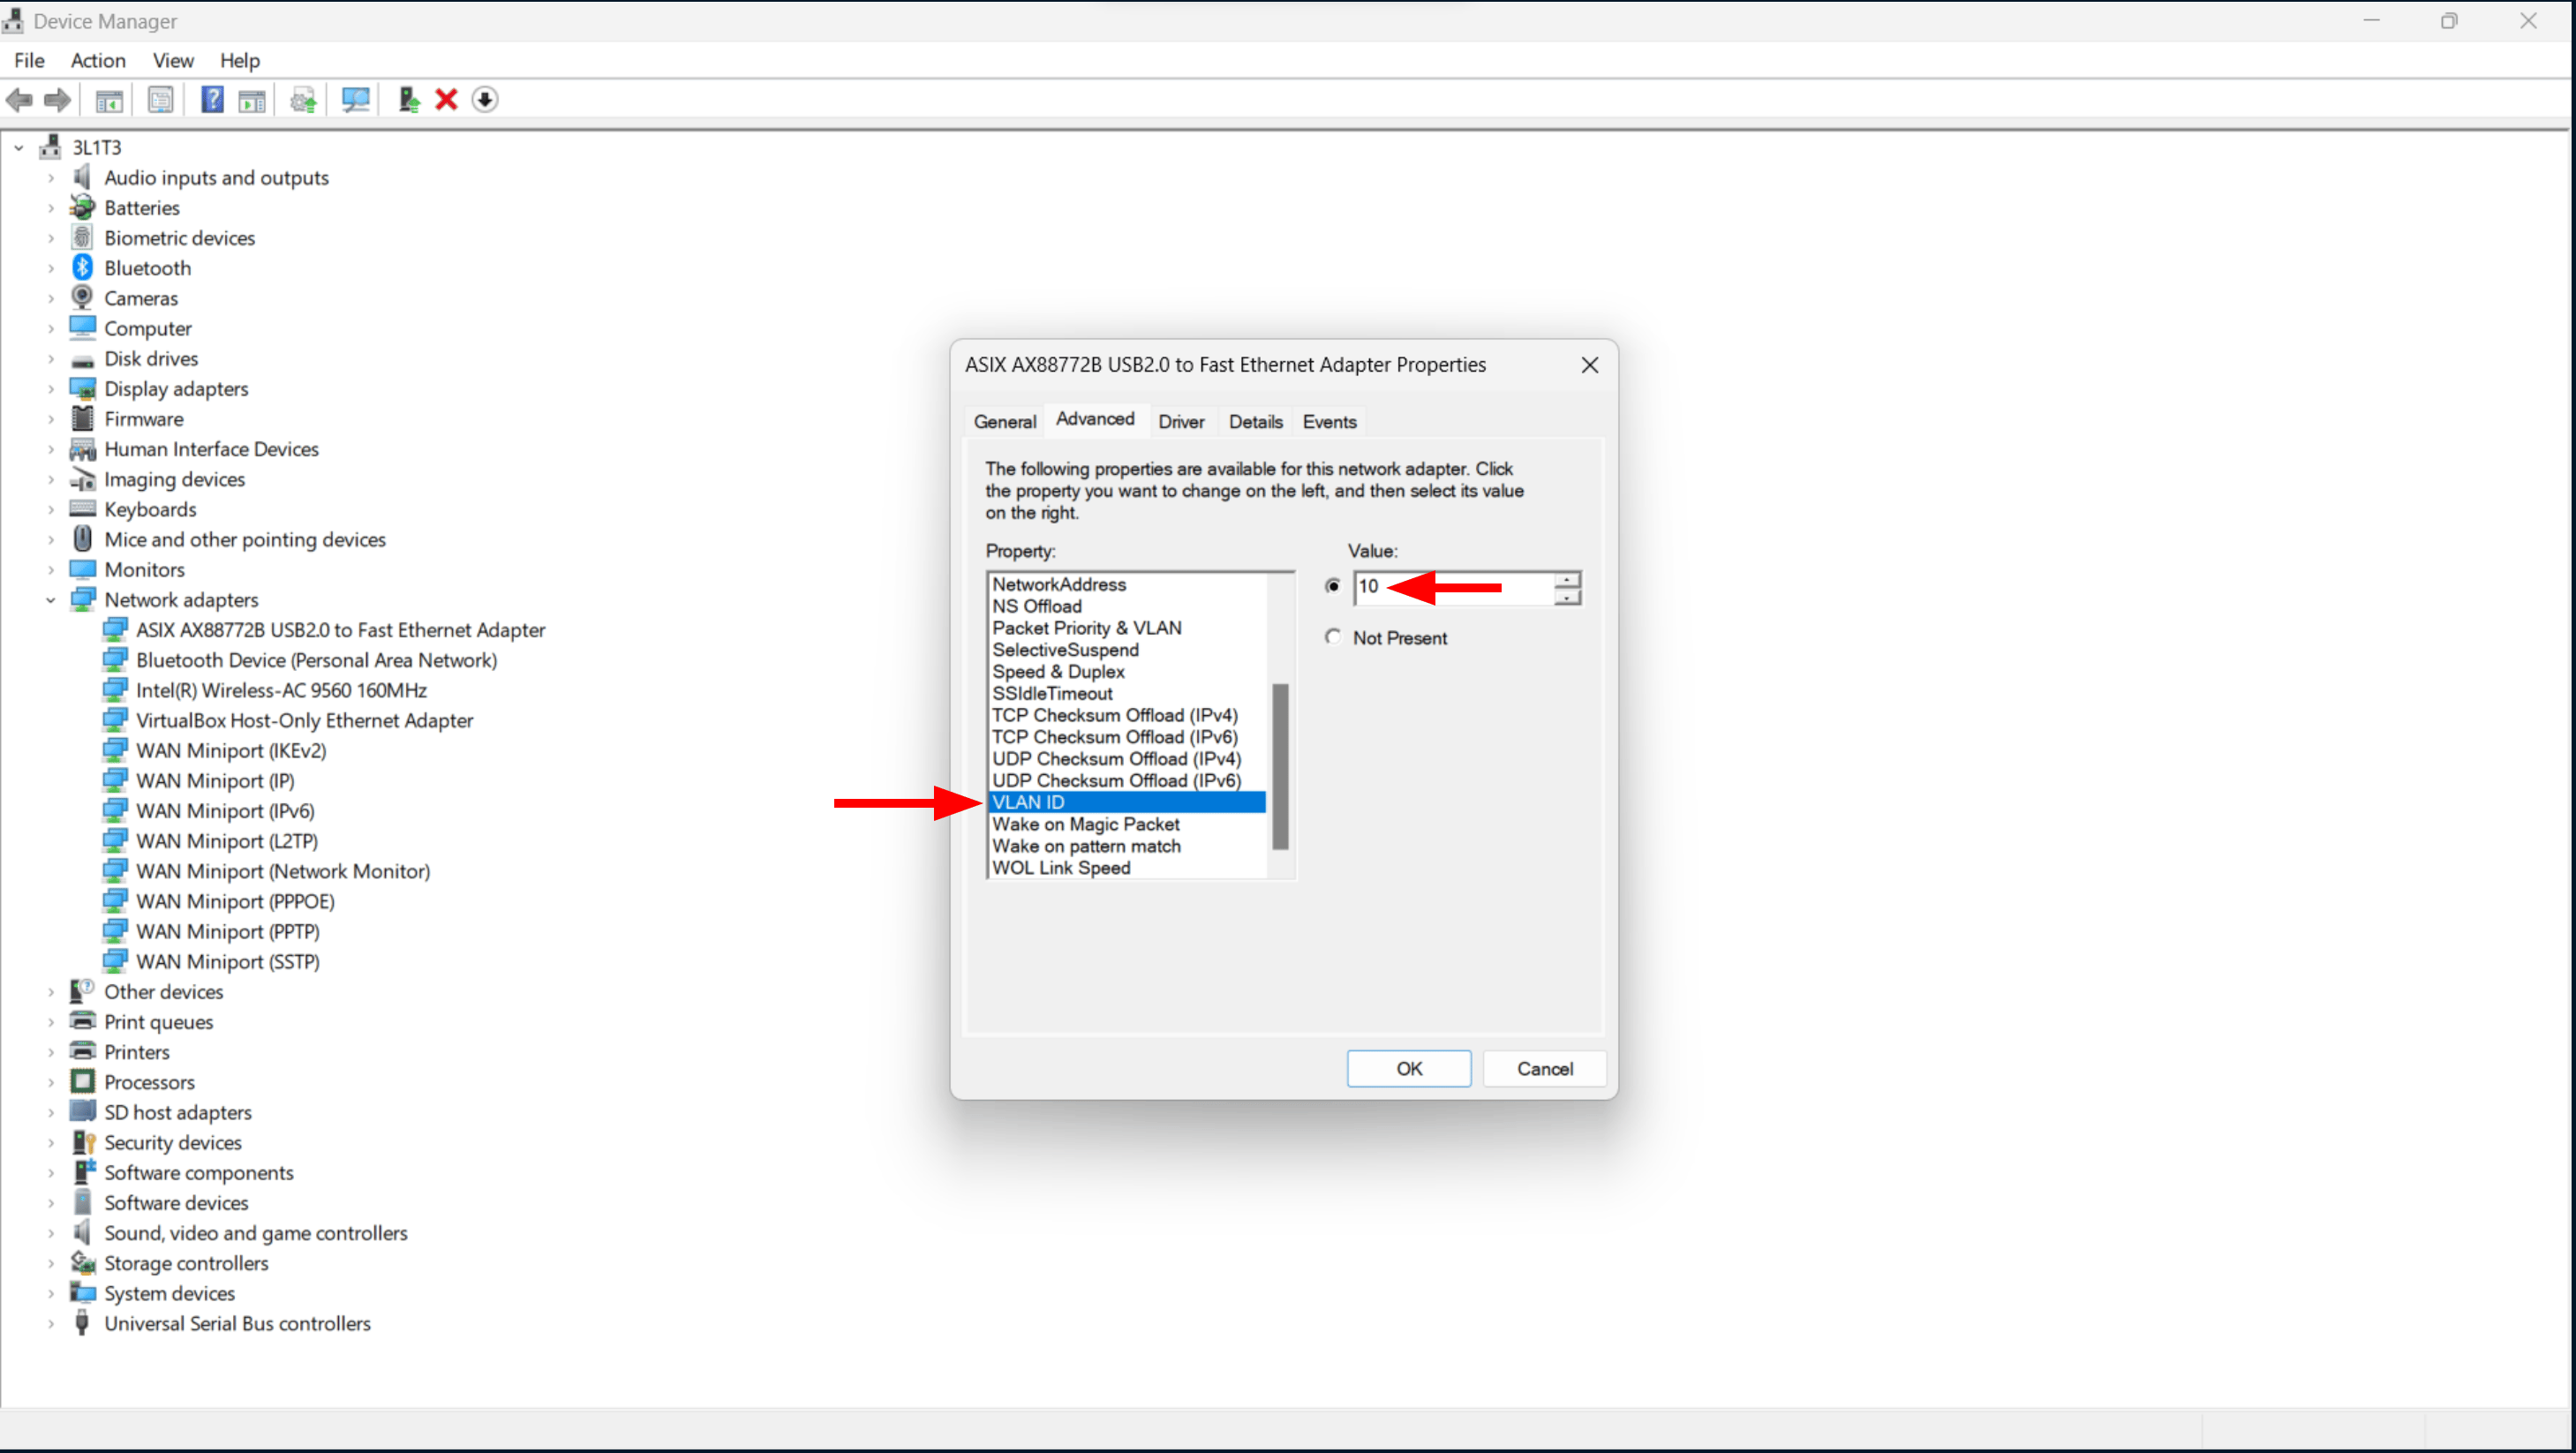 Device Manager
File Action View Help
3L1T3
Audio inputs and outputs
Batteries
Biometric devices
Bluetooth
Cameras
Computer
Disk drives
Display adapters
Firmware
Human Interface Devices
Imaging devices
Keyboards
Mice and other pointing devices
Monitors
Network adapters
ASIX AX88772B USB2.0 to Fast Ethernet Adapter
Bluetooth Device (Personal Area Network)
Intel(R) Wireless-AC 9560 160MHz
VirtualBox Host-Only Ethernet Adapter
WAN Miniport (IKEv2)
WAN Miniport (IP)
WAN Miniport (IPv6)
WAN Miniport (L2TP)
WAN Miniport (Network Monitor)
WAN Miniport (PPPOE)
WAN Miniport (PPTP)
WAN Miniport (SSTP)
Other devices
Print queues
Printers
Processors
SD host adapters
Security devices
Software components
Software devices
Sound, video and game controllers
Storage controllers
System devices
Universal Serial Bus controllers
ASIX AX88772B USB2.0 to Fast Ethernet Adapter Properties
General Advanced Driver Details Events
The following properties are available for this network adapter. Click
the property you want to change on the left, and then select its value
on the right.
Property:
NetworkAddress
NS Offload
Packet Priority & VLAN
SelectiveSuspend
Speed & Duplex
SSIdleTimeout
TCP Checksum Offload (IPv4)
TCP Checksum Offload (IPv6)
UDP Checksum Offload (IPv4)
UDP Checksum Offload (IPv6)
VLAN ID
Wake on Magic Packet
Wake on pattern match
WOL Link Speed
Value:
10
Not Present
OK Cancel